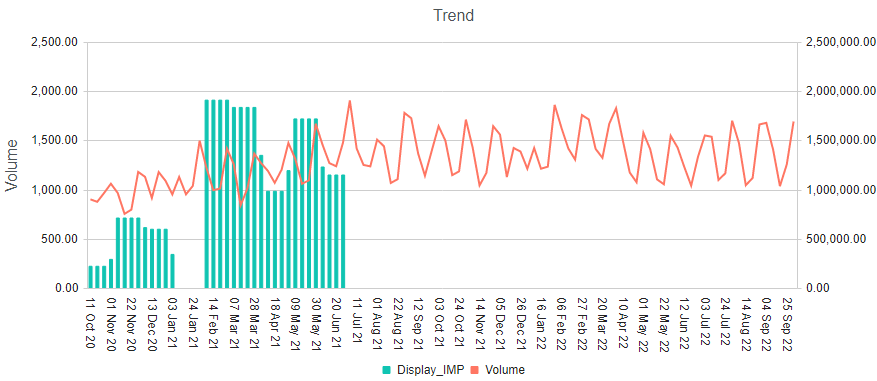 Trend
2,500.00
2,500,000.00
2,000.00
2,000,000.00
1,500.00
1,500,000.00
1,000.00
1,000,000.00
500.00
500,000.00
0.00
0.00
Volume
11 Oct 20
01 Nov 20
22 Nov 20
13 Dec 20
03 Jan 21
24 Jan 21
14 Feb 21
07 Mar 21
28 Mar 21
18 Apr 21
09 May 21
30 May 21
20 Jun 21
11 Jul 21
01 Aug 21
22 Aug 21
12 Sep 21
03 Oct 21
24 Oct 21
14 Nov 21
05 Dec 21
26 Dec 21
16 Jan 22
06 Feb 22
27 Feb 22
20 Mar 22
10 Apr 22
01 May 22
22 May 22
12 Jun 22
03 Jul 22
24 Jul 22
14 Aug 22
04 Sep 22
25 Sep 22
Display_IMP
Volume